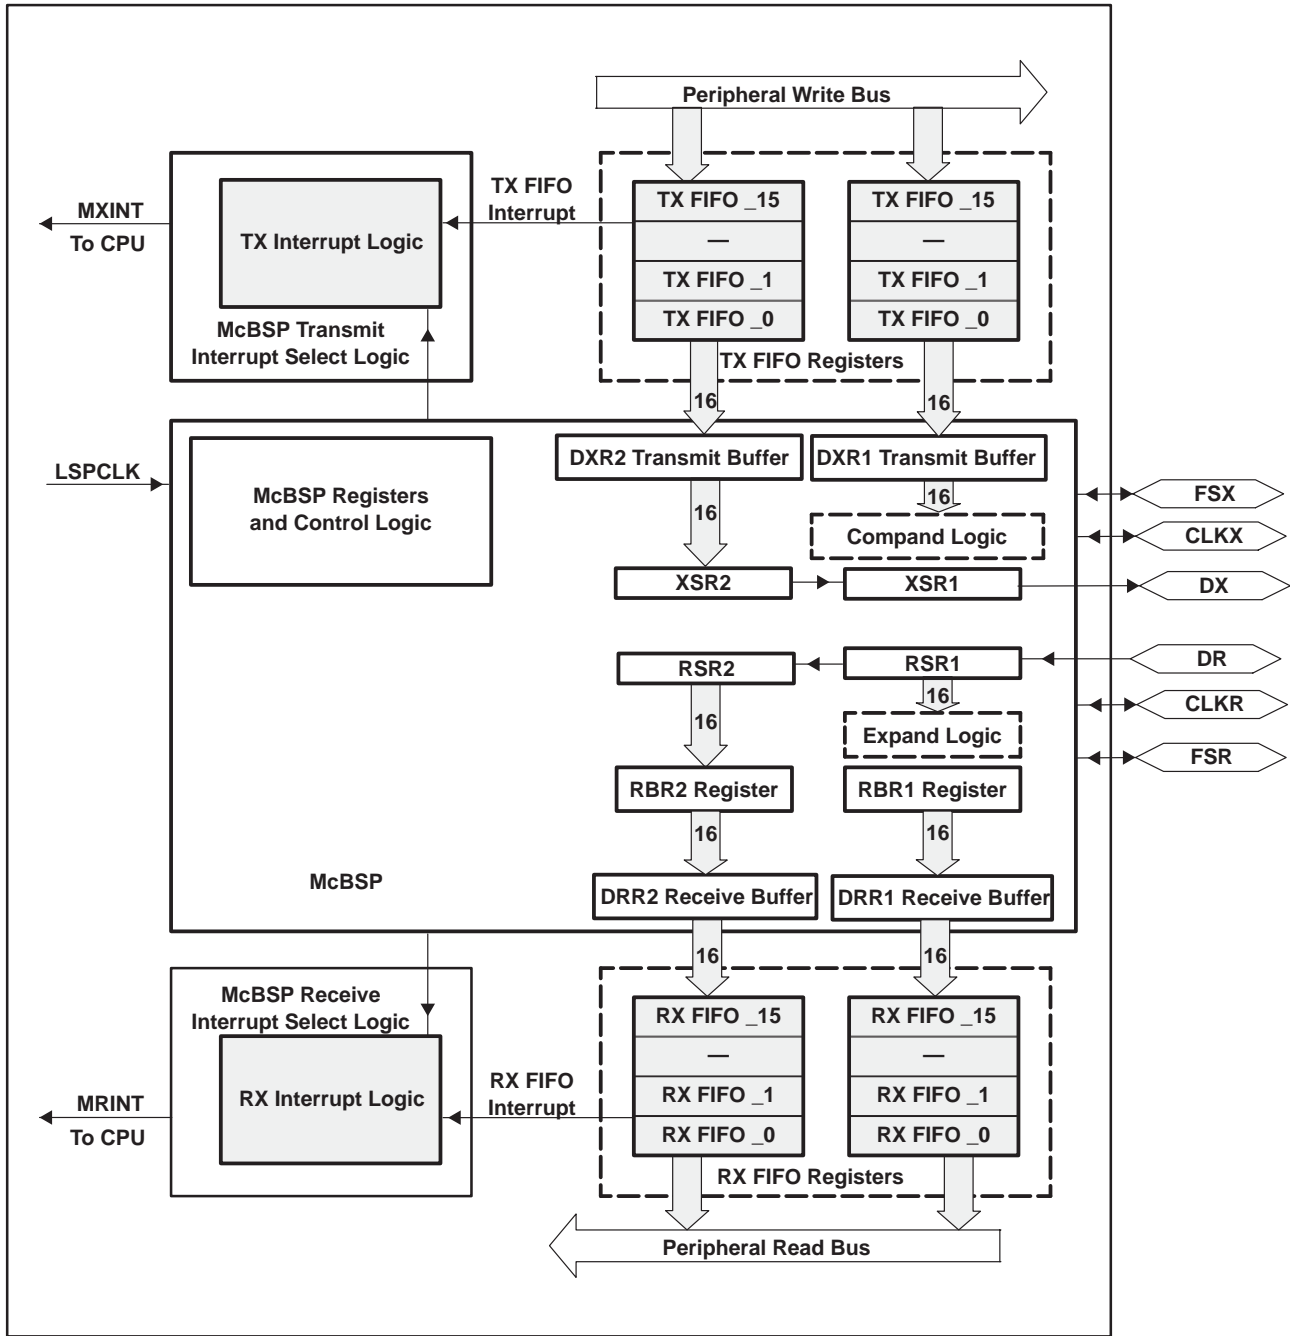 Peripheral Write Bus
MXINT
To CPU
TX Interrupt Logic
McBSP Transmit
Interrupt Select Logic
TX FIFO
Interrupt
TX FIFO _15
—
TX FIFO _1
TX FIFO _0
TX FIFO _15
—
TX FIFO _1
TX FIFO _0
TX FIFO Registers
16
16
LSPCLK
McBSP Registers
and Control Logic
DXR2 Transmit Buffer
DXR1 Transmit Buffer
16
16
Compand Logic
XSR2
XSR1
FSX
CLKX
DX
RSR2
RSR1
DR
CLKR
FSR
16
16
Expand Logic
RBR2 Register
RBR1 Register
16
16
McBSP
DRR2 Receive Buffer
DRR1 Receive Buffer
16
16
McBSP Receive
Interrupt Select Logic
RX Interrupt Logic
MRINT
To CPU
RX FIFO
Interrupt
RX FIFO _15
—
RX FIFO _1
RX FIFO _0
RX FIFO _15
—
RX FIFO _1
RX FIFO _0
RX FIFO Registers
Peripheral Read Bus